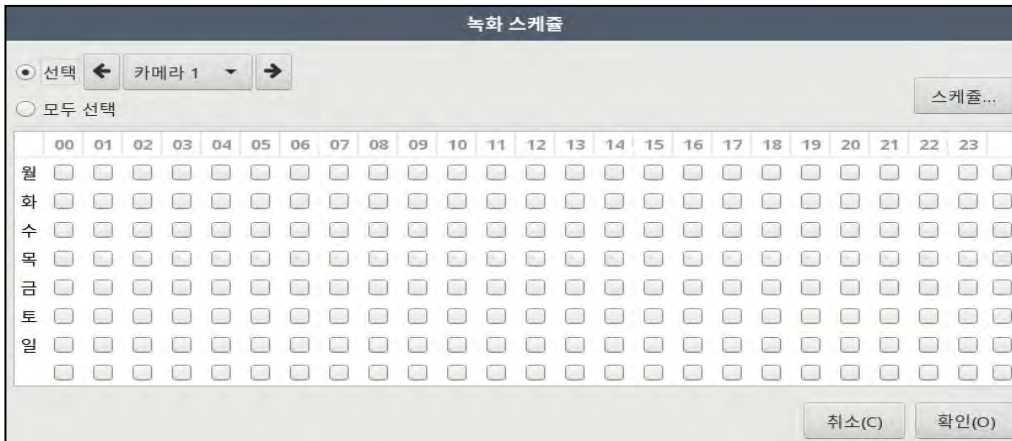 녹화 스케쥴
선택 카메라 1
모두 선택
스케쥴...
00 01 02 03 04 05 06 07 08 09 10 11 12 13 14 15 16 17 18 19 20 21 22 23
월
화
수
목
금
토
일
취소(C) 확인(O)